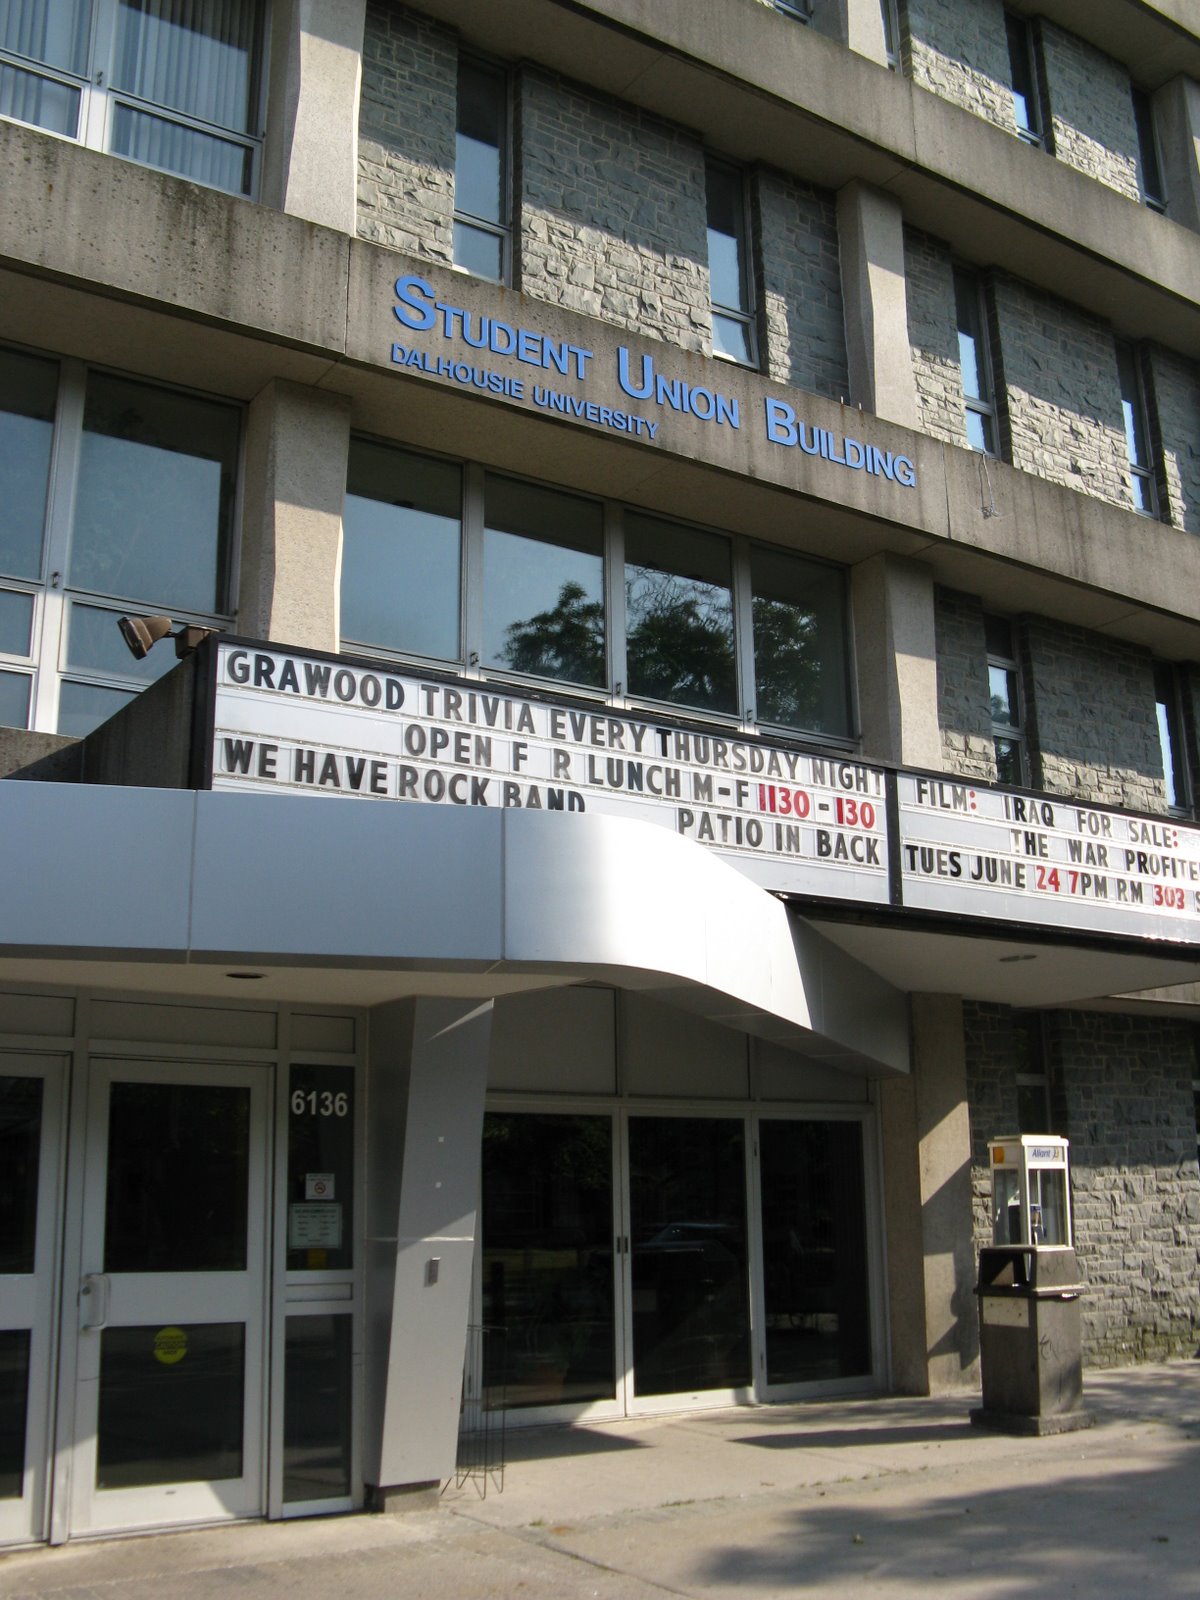 STUDENT UNION BUILDING
DALHOUSIE UNIVERSITY
GRAWOOD TRIVIA EVERY THURSDAY NIGHT
OPEN F R LUNCH M-F 1130-130
WE HAVE ROCK BAND PATIO IN BACK
FILM: IRAQ FOR SALE:
THE WAR PROFITE
TUES JUNE 24 7PM RM 303 S
6136
Aliant